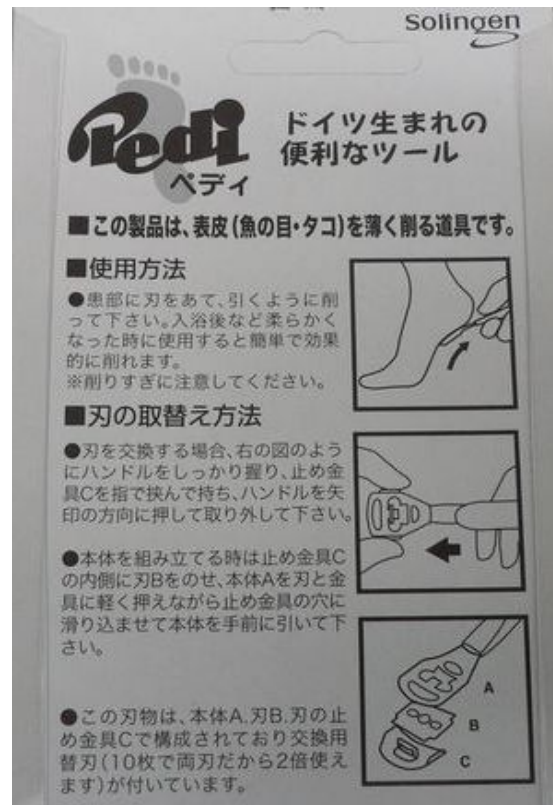 Solingen
Pedi
ペディ
ドイツ生まれの
便利なツール
■この製品は、表皮(魚の目・タコ)を薄く削る道具です。
■使用方法
●患部に刃をあて、引くように削
って下さい。入浴後など柔らかく
なった時に使用すると簡単で効果
的に削れます。
※削りすぎに注意してください。
■刃の取替え方法
●刃を交換する場合、右の図のよう
にハンドルをしっかり握り、止め金
具Cを指で挟んで持ち、ハンドルを矢
印の方向に押して取り外して下さい。
●本体を組み立てる時は止め金具C
の内側に刃Bをのせ、本体Aを刃と金
具に軽く押えながら止め金具の穴に
滑り込ませて本体を手前に引いて下
さい。
A
B
C
●この刃物は、本体A.刃B.刃の止
め金具Cで構成されており交換用
替刃(10枚で両刃だから2倍使え
ます)が付いています。